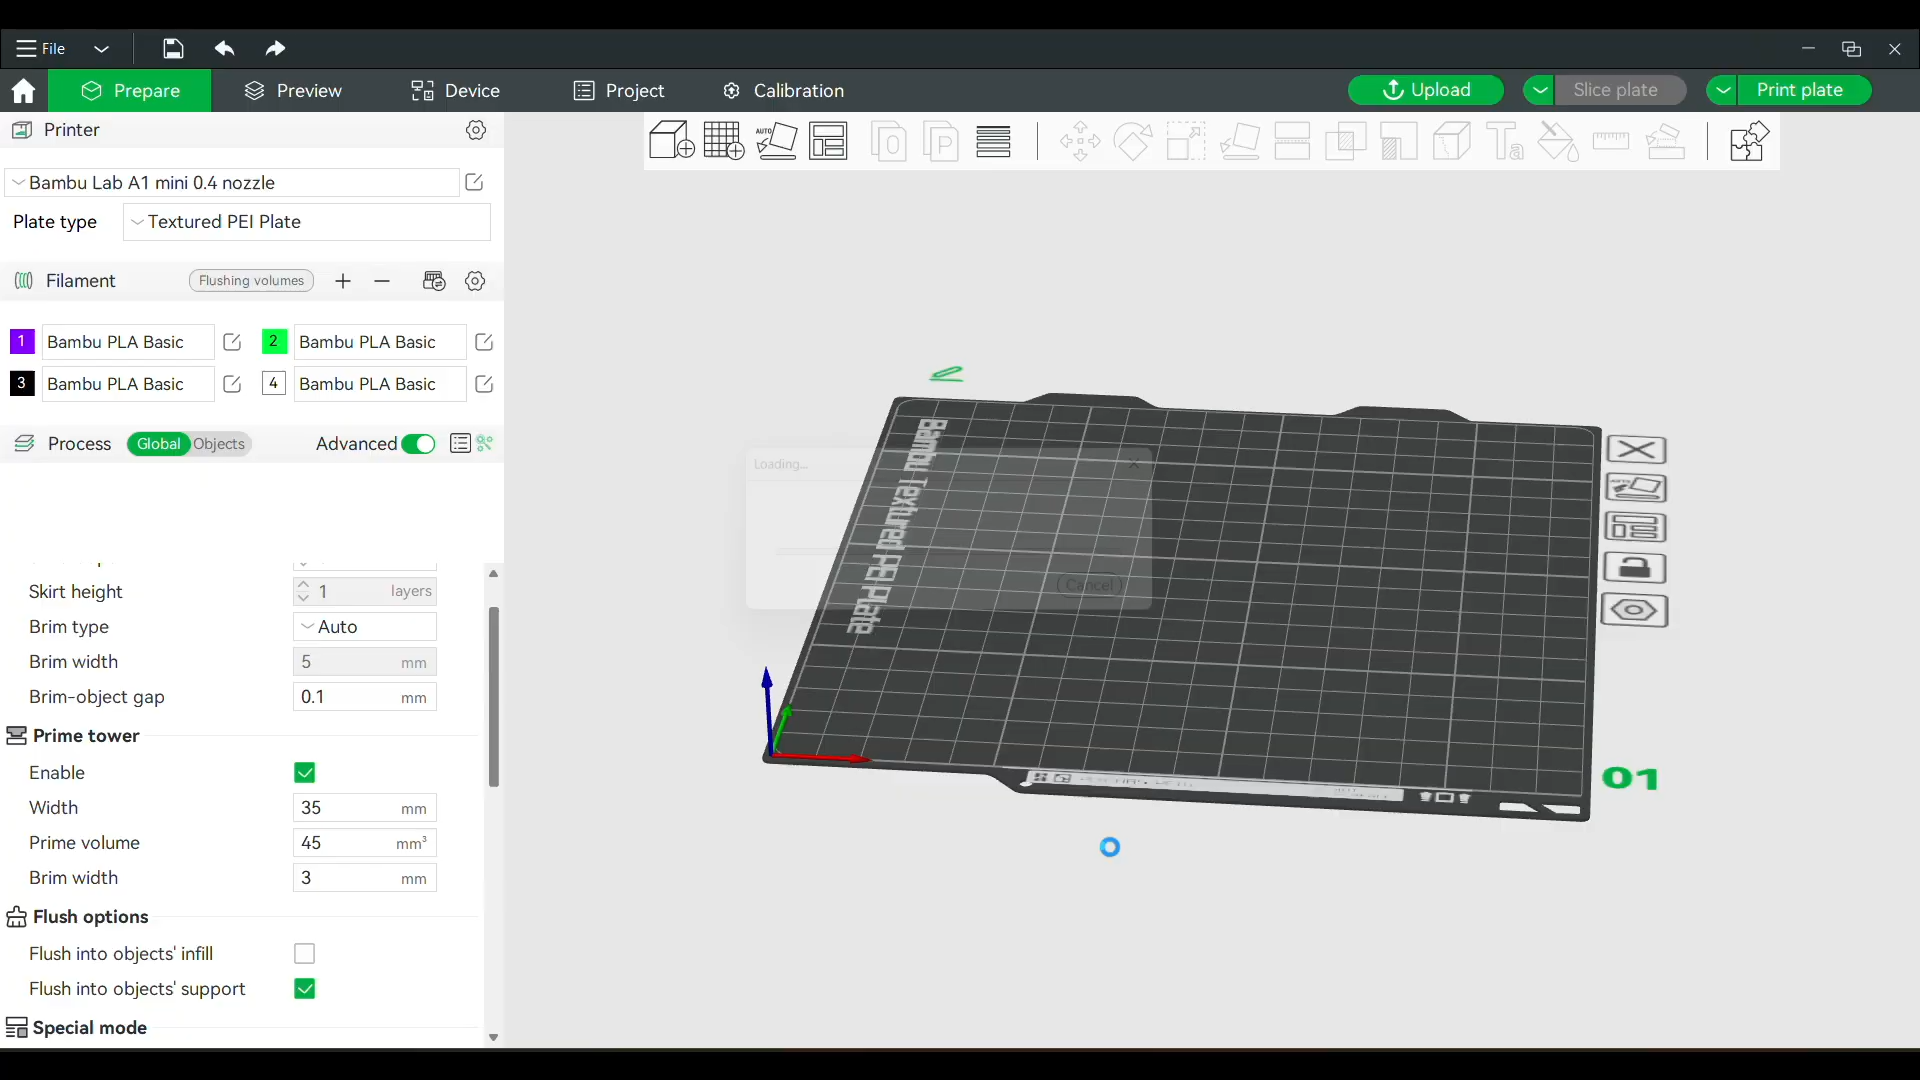 File
Prepare
Preview
Device
Project
Calibration
Upload
Slice plate
Print plate
Printer
Bambu Lab A1 mini 0.4 nozzle
Plate type
Textured PEI Plate
Filament
Flushing volumes
1
Bambu PLA Basic
2
Bambu PLA Basic
3
Bambu PLA Basic
4
Bambu PLA Basic
Process
Global
Objects
Advanced
Skirt height
1
layers
Brim type
Auto
Brim width
5
mm
Brim-object gap
0.1
mm
Prime tower
Enable
Width
35
mm
Prime volume
45
mm³
Brim width
3
mm
Flush options
Flush into objects' infill
Flush into objects' support
Special mode
AUTO
O
P
Ta
Loading...
Cancel
Bambu Textured PEI Plate
01